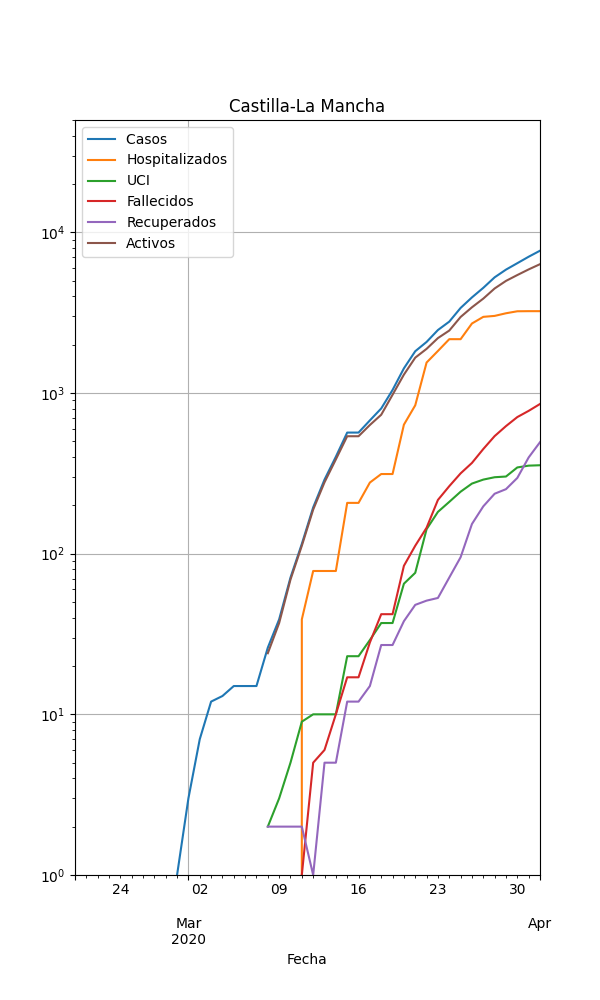 Castilla-La Mancha
Casos
Hospitalizados
UCI
Fallecidos
Recuperados
Activos
10^4
10^3
10^2
10^1
10^0
24 02 09 16 23 30
Mar Apr
2020
Fecha